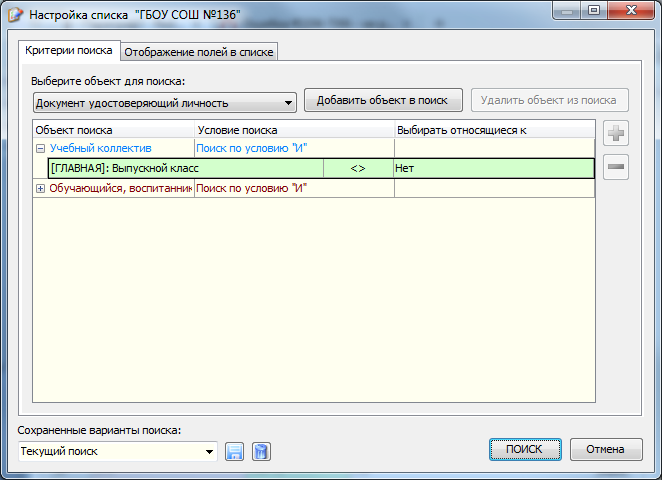 Настройка списка "ГБОУ СОШ №136"
Критерии поиска
Отображение полей в списке
Выберите объект для поиска:
Документ удостоверяющий личность
Добавить объект в поиск
Удалить объект из поиска
Объект поиска Условие поиска Выбирать относящиеся к
Учебный коллектив Поиск по условию "И"
[ГЛАВНАЯ]: Выпускной класс <> Нет
Обучающийся, воспитанник Поиск по условию "И"
Сохраненные варианты поиска:
Текущий поиск
ПОИСК
Отмена